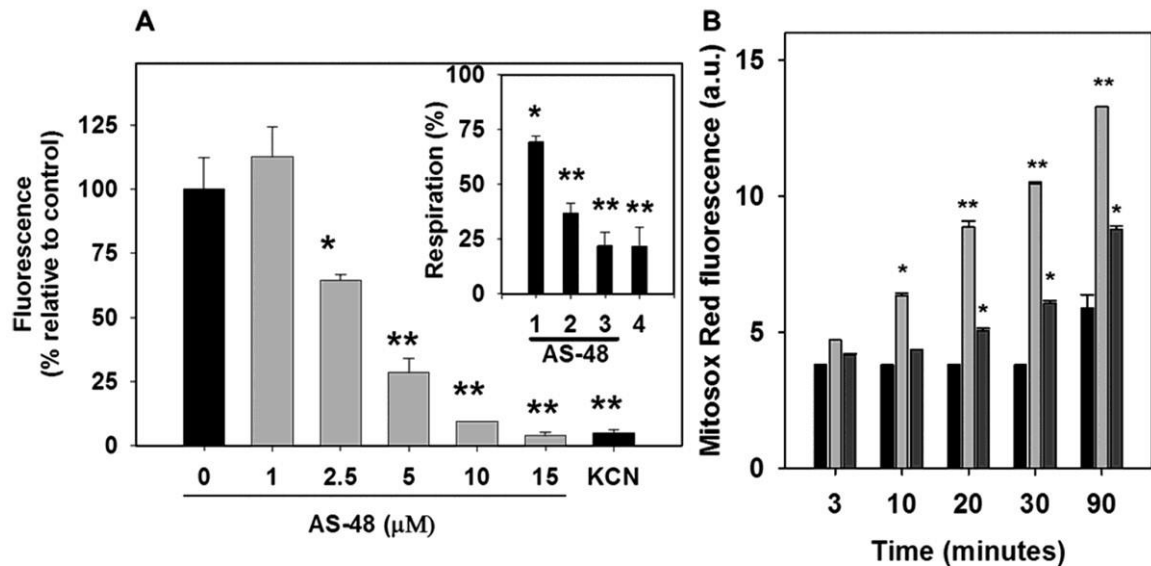 A
Fluorescence
(% relative to control)
125
100
75
50
25
0
*
**
**
**
**
0 1 2.5 5 10 15 KCN
AS-48 (μM)
Respiration (%)
100
75
50
25
0
*
**
**
**
1 2 3 4
AS-48
B
Mitosox Red fluorescence (a.u.)
15
10
5
0
*
**
*
**
*
**
*
3 10 20 30 90
Time (minutes)